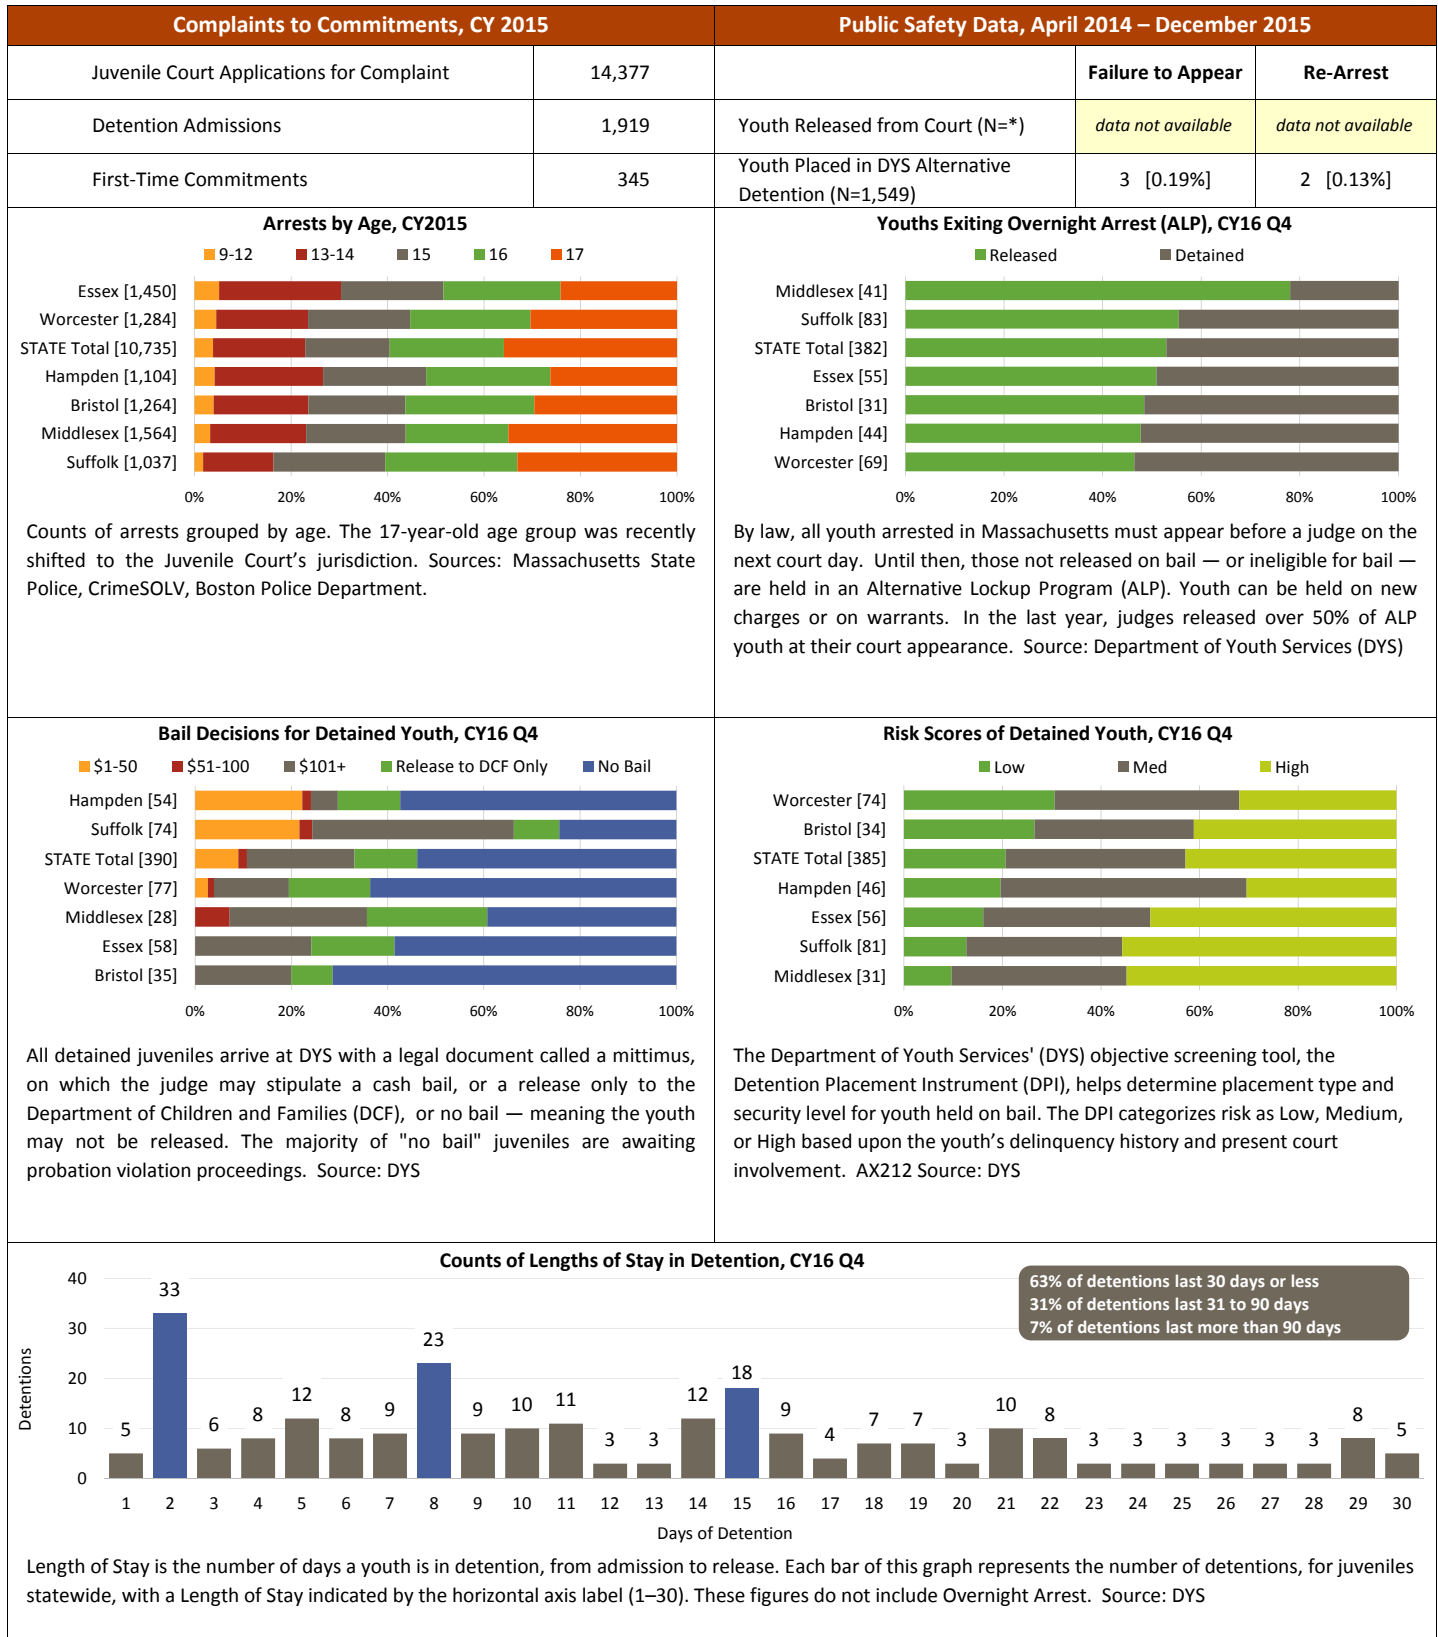 Complaints to Commitments, CY 2015
Public Safety Data, April 2014 – December 2015
Juvenile Court Applications for Complaint 14,377
Failure to Appear Re-Arrest
Detention Admissions 1,919
Youth Released from Court (N=*) data not available data not available
First-Time Commitments 345
Youth Placed in DYS Alternative
Detention (N=1,549) 3 [0.19%] 2 [0.13%]
Arrests by Age, CY2015
9-12 13-14 15 16 17
Essex [1,450]
Worcester [1,284]
STATE Total [10,735]
Hampden [1,104]
Bristol [1,264]
Middlesex [1,564]
Suffolk [1,037]
0% 20% 40% 60% 80% 100%
Counts of arrests grouped by age. The 17-year-old age group was recently
shifted to the Juvenile Court’s jurisdiction. Sources: Massachusetts State
Police, CrimeSOLV, Boston Police Department.
Youths Exiting Overnight Arrest (ALP), CY16 Q4
Released Detained
Middlesex [41]
Suffolk [83]
STATE Total [382]
Essex [55]
Bristol [31]
Hampden [44]
Worcester [69]
0% 20% 40% 60% 80% 100%
By law, all youth arrested in Massachusetts must appear before a judge on the
next court day. Until then, those not released on bail — or ineligible for bail —
are held in an Alternative Lockup Program (ALP). Youth can be held on new
charges or on warrants. In the last year, judges released over 50% of ALP
youth at their court appearance. Source: Department of Youth Services (DYS)
Bail Decisions for Detained Youth, CY16 Q4
$1-50 $51-100 $101+ Release to DCF Only No Bail
Hampden [54]
Suffolk [74]
STATE Total [390]
Worcester [77]
Middlesex [28]
Essex [58]
Bristol [35]
0% 20% 40% 60% 80% 100%
All detained juveniles arrive at DYS with a legal document called a mittimus,
on which the judge may stipulate a cash bail, or a release only to the
Department of Children and Families (DCF), or no bail — meaning the youth
may not be released. The majority of "no bail" juveniles are awaiting
probation violation proceedings. Source: DYS
Risk Scores of Detained Youth, CY16 Q4
Low Med High
Worcester [74]
Bristol [34]
STATE Total [385]
Hampden [46]
Essex [56]
Suffolk [81]
Middlesex [31]
0% 20% 40% 60% 80% 100%
The Department of Youth Services' (DYS) objective screening tool, the
Detention Placement Instrument (DPI), helps determine placement type and
security level for youth held on bail. The DPI categorizes risk as Low, Medium,
or High based upon the youth’s delinquency history and present court
involvement. AX212 Source: DYS
Counts of Lengths of Stay in Detention, CY16 Q4
63% of detentions last 30 days or less
31% of detentions last 31 to 90 days
7% of detentions last more than 90 days
Detentions
40
30
20
10
0
5 33 6 8 12 8 9 23 9 10 11 3 3 12 18 9 4 7 7 3 10 8 3 3 3 3 3 3 8 5
1 2 3 4 5 6 7 8 9 10 11 12 13 14 15 16 17 18 19 20 21 22 23 24 25 26 27 28 29 30
Days of Detention
Length of Stay is the number of days a youth is in detention, from admission to release. Each bar of this graph represents the number of detentions, for juveniles
statewide, with a Length of Stay indicated by the horizontal axis label (1–30). These figures do not include Overnight Arrest. Source: DYS